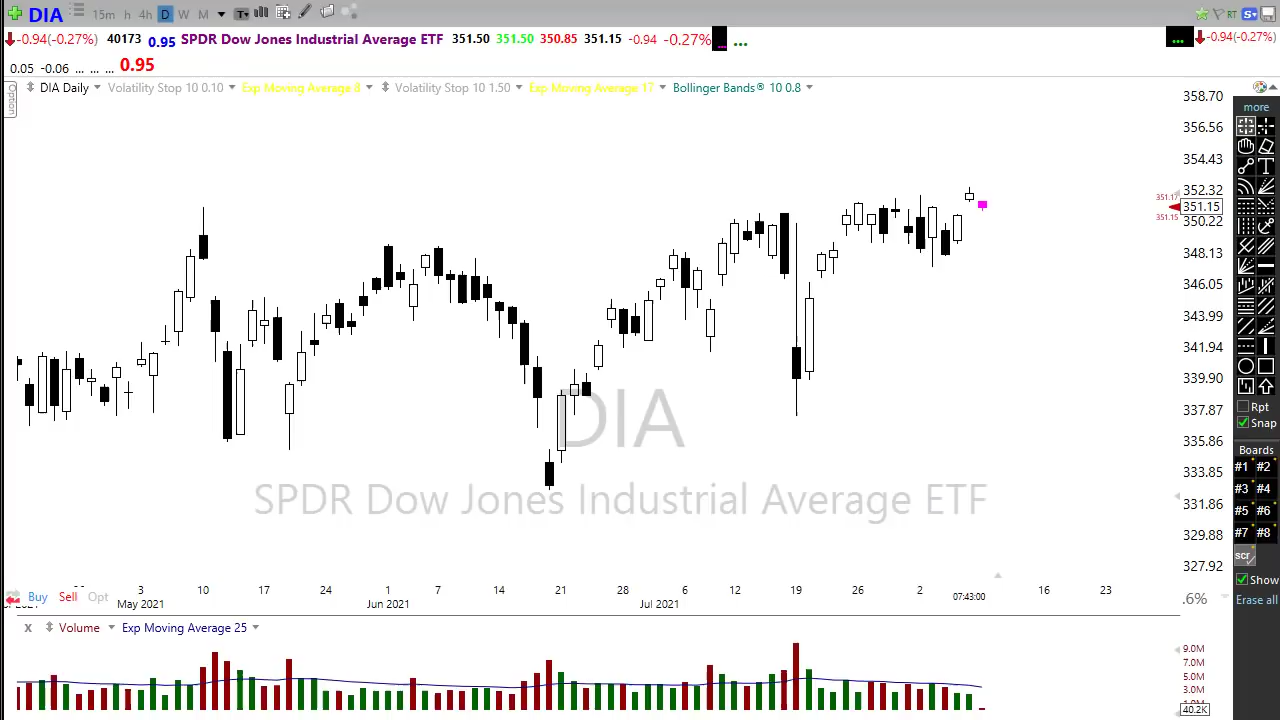 DIA 15m h 4h D W M T RT S
-0.94(-0.27%) 40173 0.95 SPDR Dow Jones Industrial Average ETF 351.50 351.50 350.85 351.15 -0.94 -0.27% ... ... ... -0.94(-0.27%)
0.05 -0.06 ... ... ... 0.95
Option
DIA Daily Volatility Stop 10 0.10 Exp Moving Average 8 Volatility Stop 10 1.50 Exp Moving Average 17 Bollinger Bands® 10 0.8
358.70
356.56
354.43
352.32
351.17
351.15
351.15
350.22
348.13
346.05
343.99
341.94
339.90
337.87
335.86
333.85
331.86
329.88
327.92
DIA
SPDR Dow Jones Industrial Average ETF
more
Rpt
Snap
Boards
#1 #2
#3 #4
#5 #6
#7 #8
scr
Show
Erase all
3 10 17 24 1 7 14 21 28 6 12 19 26 2 07:43:00 16 23
Buy Sell Opt
May 2021 Jun 2021 Jul 2021
.6%
X Volume Exp Moving Average 25
9.0M
7.0M
5.0M
3.0M
40.2K